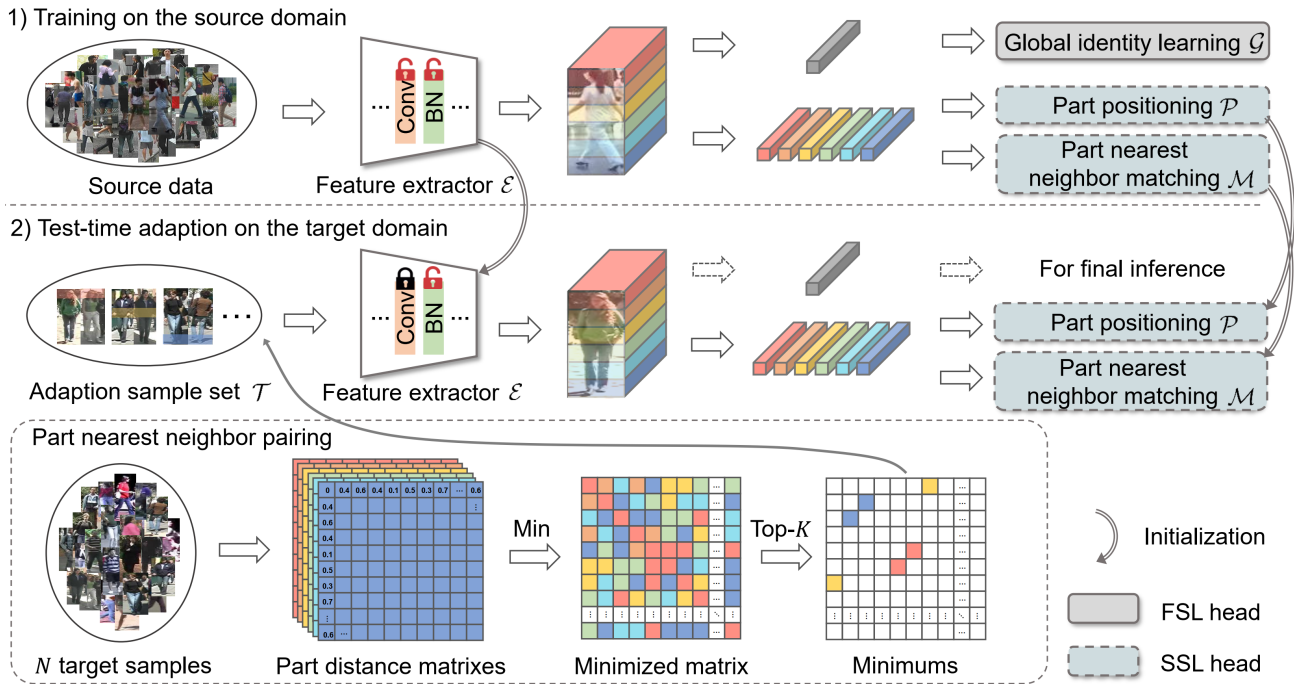 1) Training on the source domain
Global identity learning 𝒢
Conv
BN
...
...
Part positioning 𝒫
Part nearest
neighbor matching ℳ
Source data
Feature extractor ℰ
2) Test-time adaption on the target domain
For final inference
Conv
BN
...
...
...
Part positioning 𝒫
Part nearest
neighbor matching ℳ
Adaption sample set 𝒯
Feature extractor ℰ
Part nearest neighbor pairing
0 0.4 0.6 0.4 0.1 0.5 0.3 0.7 ... 0.6
0.4 ⋮
0.6
0.4
0.1
0.5
0.3
0.7
⋮
0.6 ...
Min
Top-K
Initialization
FSL head
SSL head
N target samples
Part distance matrixes
Minimized matrix
Minimums